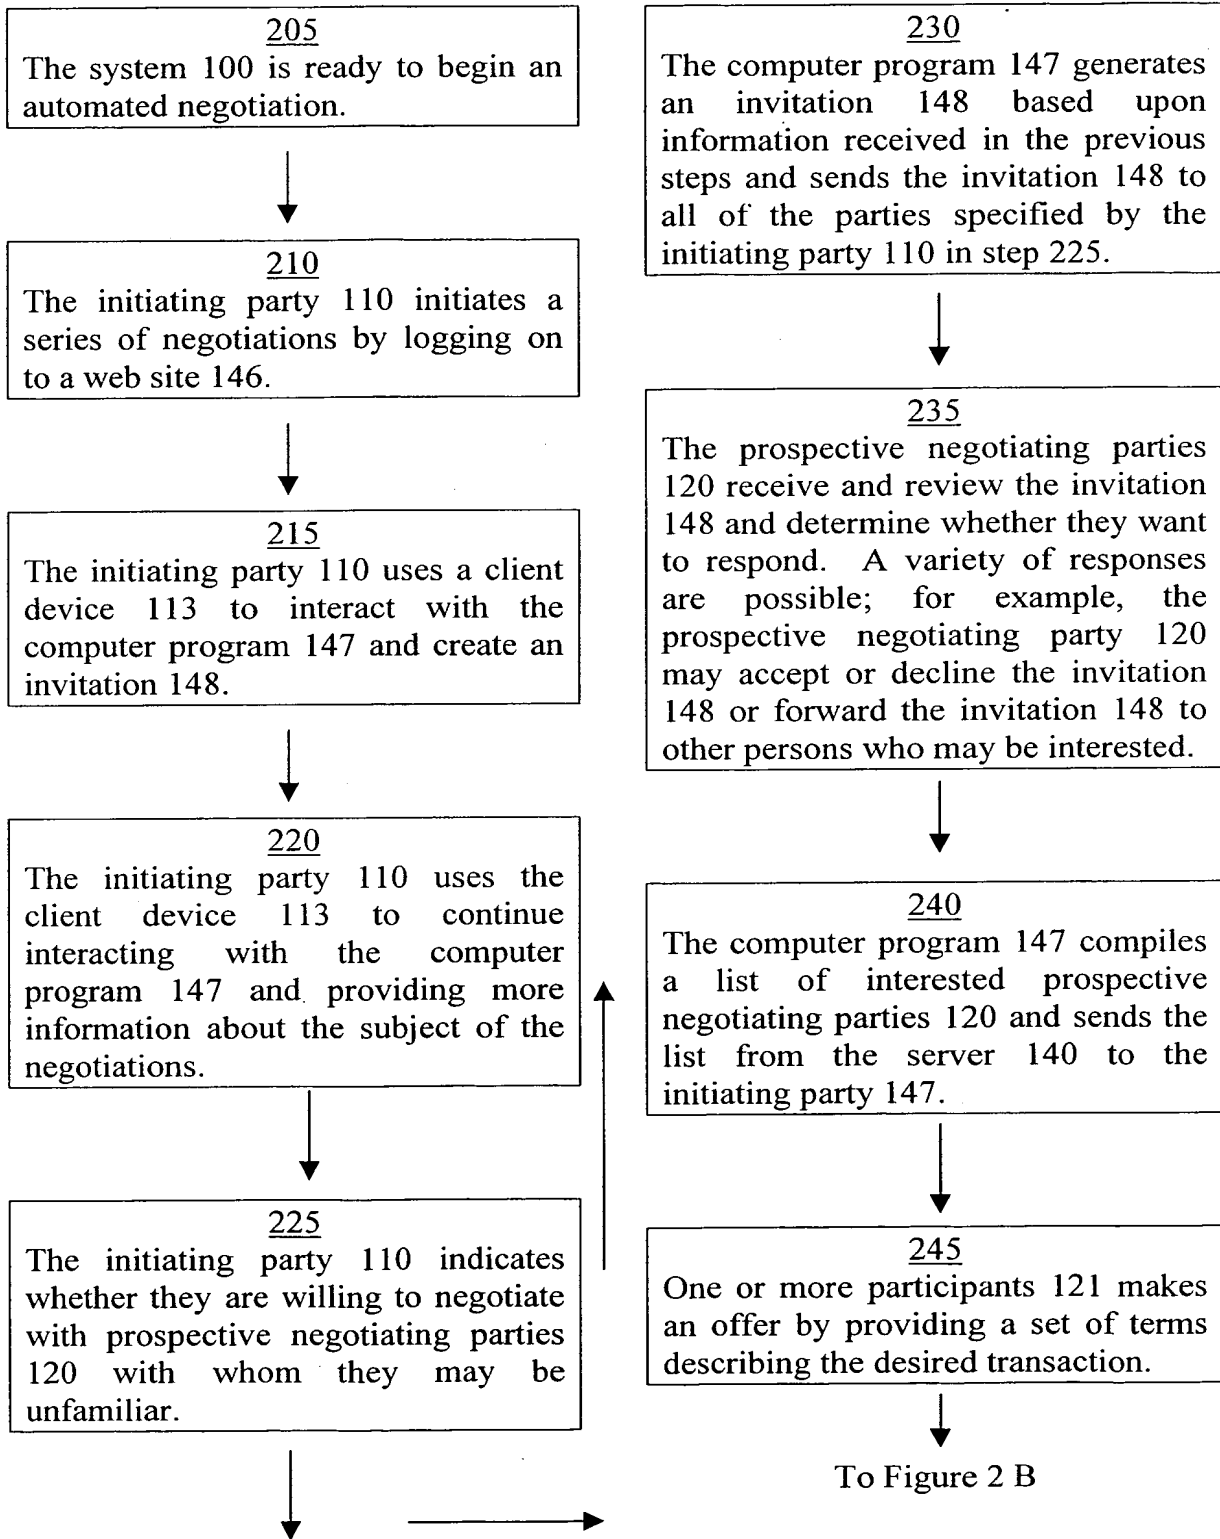 205
The system 100 is ready to begin an
automated negotiation.
210
The initiating party 110 initiates a
series of negotiations by logging on
to a web site 146.
215
The initiating party 110 uses a client
device 113 to interact with the
computer program 147 and create an
invitation 148.
220
The initiating party 110 uses the
client device 113 to continue
interacting with the computer
program 147 and providing more
information about the subject of the
negotiations.
225
The initiating party 110 indicates
whether they are willing to negotiate
with prospective negotiating parties
120 with whom they may be
unfamiliar.
230
The computer program 147 generates
an invitation 148 based upon
information received in the previous
steps and sends the invitation 148 to
all of the parties specified by the
initiating party 110 in step 225.
235
The prospective negotiating parties
120 receive and review the invitation
148 and determine whether they want
to respond. A variety of responses
are possible; for example, the
prospective negotiating party 120
may accept or decline the invitation
148 or forward the invitation 148 to
other persons who may be interested.
240
The computer program 147 compiles
a list of interested prospective
negotiating parties 120 and sends the
list from the server 140 to the
initiating party 147.
245
One or more participants 121 makes
an offer by providing a set of terms
describing the desired transaction.
To Figure 2 B